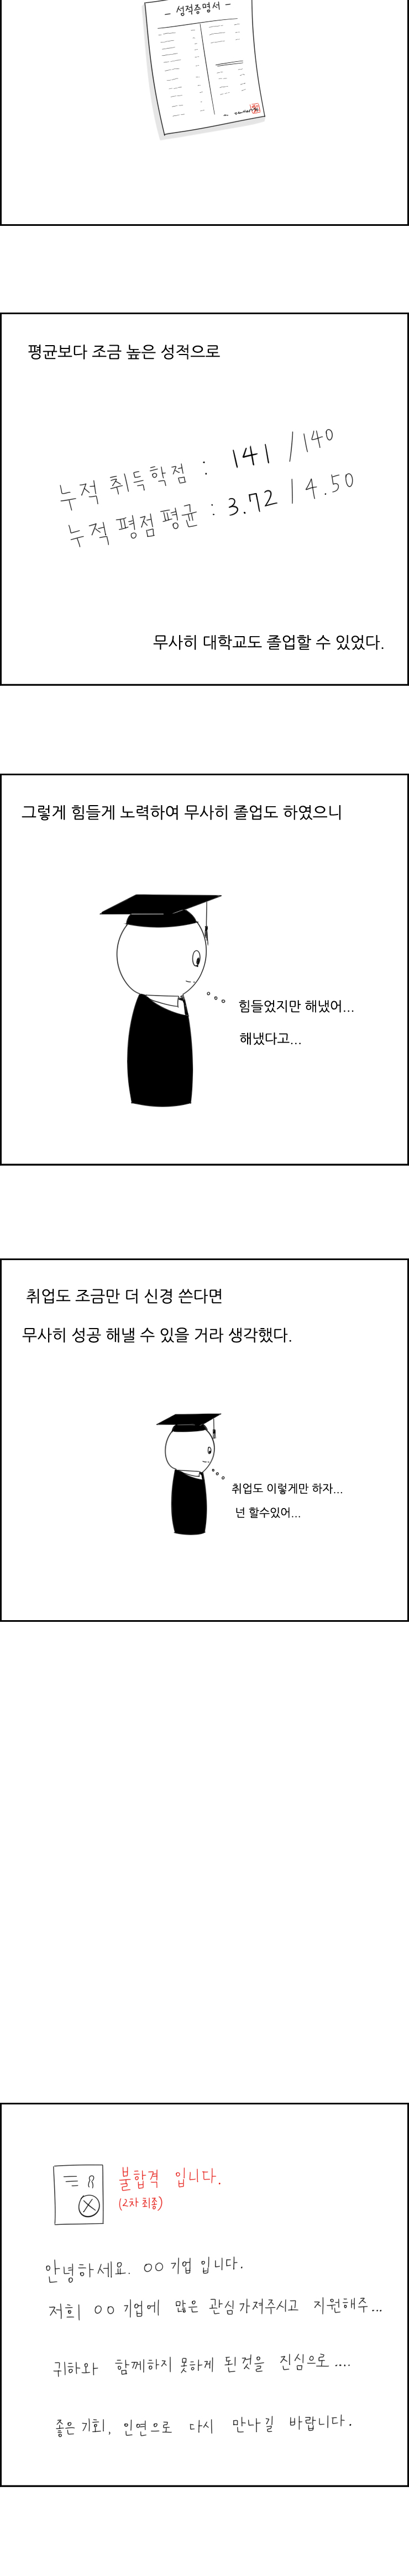 - 성적증명서 -
평균보다 조금 높은 성적으로
누적 취득학점 : 141 /140
누적 평점평균 : 3.72 / 4.50
무사히 대학교도 졸업할 수 있었다.
그렇게 힘들게 노력하여 무사히 졸업도 하였으니
힘들었지만 해냈어...
해냈다고...
취업도 조금만 더 신경 쓴다면
무사히 성공 해낼 수 있을 거라 생각했다.
취업도 이렇게만 하자...
넌 할수있어...
불합격 입니다.
(2차 최종)
안녕하세요. OO 기업 입니다.
저희 OO 기업에 많은 관심 가져주시고 지원해주...
귀하와 함께하지 못하게 된 것을 진심으로 ....
좋은 기회, 인연으로 다시 만나길 바랍니다.